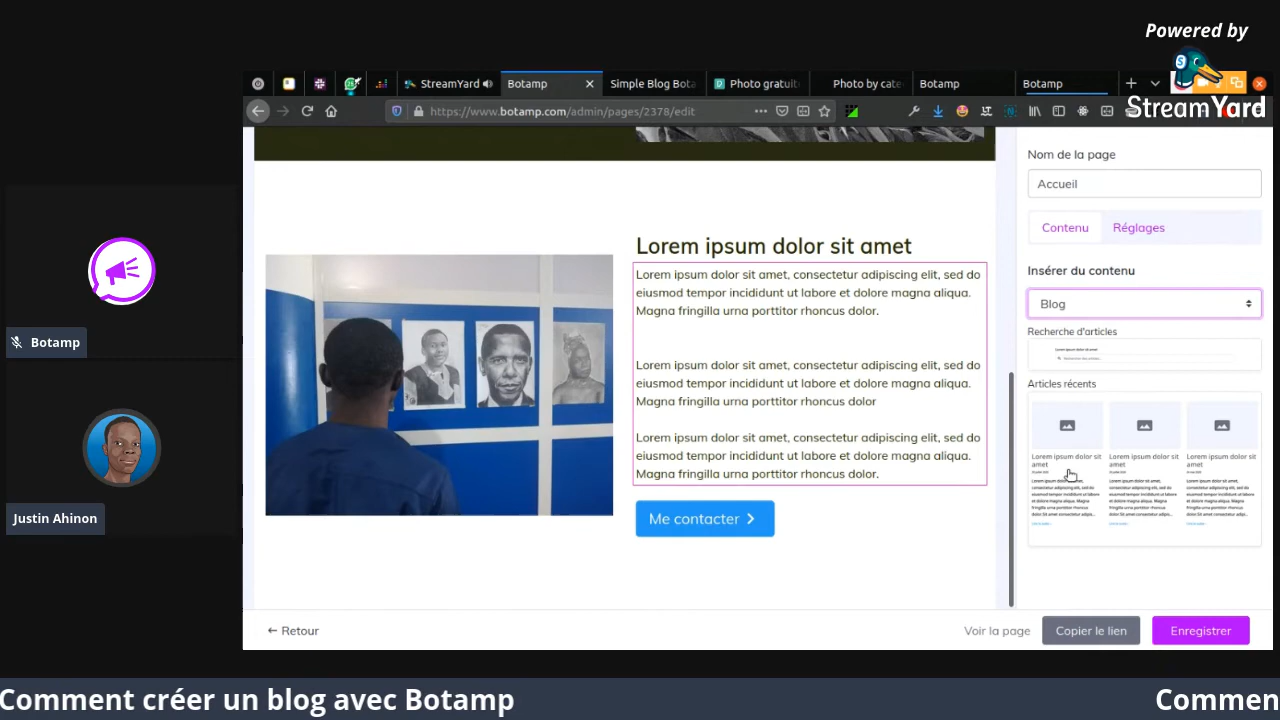 Powered by
StreamYard
StreamYard
Botamp
Simple Blog Bota
Photo gratuit
Photo by cate
Botamp
Botamp
https://www.botamp.com/admin/pages/2378/edit
Nom de la page
Accueil
Contenu
Réglages
Insérer du contenu
Blog
Recherche d'articles
Lorem ipsum dolor sit amet
Articles récents
Lorem ipsum dolor sit
amet
Lorem ipsum dolor sit
amet
Lorem ipsum dolor sit
amet
Lorem ipsum dolor sit amet
Lorem ipsum dolor sit amet, consectetur adipiscing elit, sed do
eiusmod tempor incididunt ut labore et dolore magna aliqua.
Magna fringilla urna porttitor rhoncus dolor.
Lorem ipsum dolor sit amet, consectetur adipiscing elit, sed do
eiusmod tempor incididunt ut labore et dolore magna aliqua.
Magna fringilla urna porttitor rhoncus dolor
Lorem ipsum dolor sit amet, consectetur adipiscing elit, sed do
eiusmod tempor incididunt ut labore et dolore magna aliqua.
Magna fringilla urna porttitor rhoncus dolor.
Me contacter
← Retour
Voir la page
Copier le lien
Enregistrer
Botamp
Justin Ahinon
Comment créer un blog avec Botamp
Commen